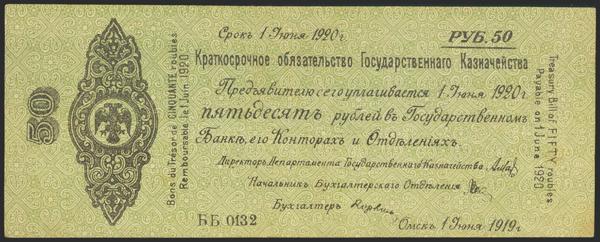 Срокъ 1 Июня 1920 г.
РУБ. 50
Краткосрочное обязательство Государственнаго Казначейства
Предъявителю сего уплачивается 1 Июня 1920 г.
пятьдесятъ рублей въ Государственномъ
Банкѣ, его Конторахъ и Отдѣленіяхъ.
Директоръ Департамента Государственнаго Казначейства
Начальникъ Бухгалтерскаго Отдѣленія
Бухгалтеръ
ББ 0132
Омскъ, 1 Июня 1919 г.
50
Bons du Trésor de CINQUANTE roubles
Remboursable le 1 Juin 1920
Treasury Bill of FIFTY roubles
Payable on 1 June 1920